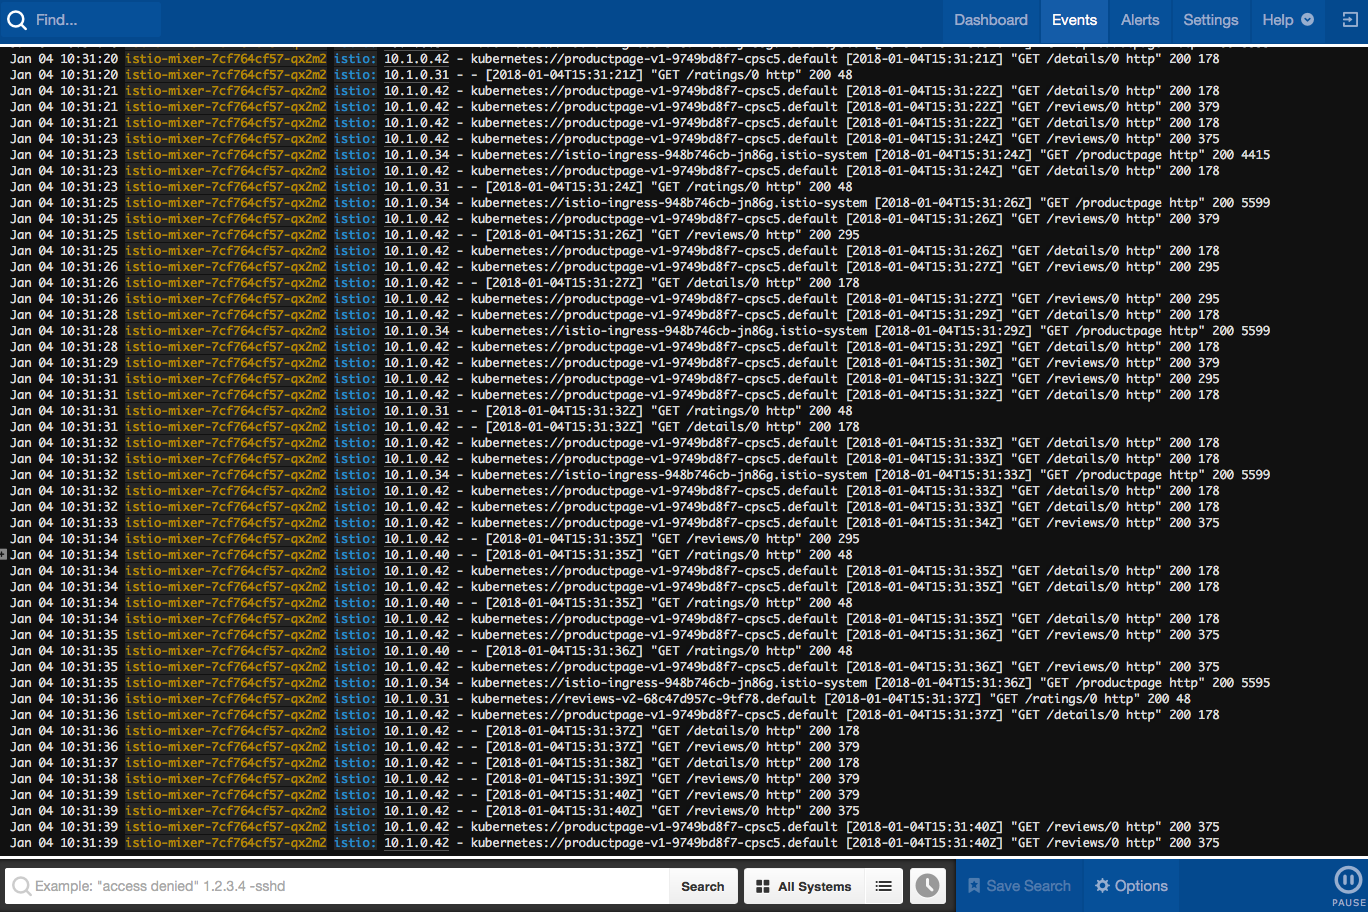 Find...
Dashboard Events Alerts Settings Help
Jan 04 10:31:20 istio-mixer-7cf764cf57-qx2m2 istio: 10.1.0.42 - kubernetes://productpage-v1-9749bd8f7-cpsc5.default [2018-01-04T15:31:21Z] "GET /details/0 http" 200 178
Jan 04 10:31:20 istio-mixer-7cf764cf57-qx2m2 istio: 10.1.0.31 - - [2018-01-04T15:31:21Z] "GET /ratings/0 http" 200 48
Jan 04 10:31:21 istio-mixer-7cf764cf57-qx2m2 istio: 10.1.0.42 - kubernetes://productpage-v1-9749bd8f7-cpsc5.default [2018-01-04T15:31:22Z] "GET /details/0 http" 200 178
Jan 04 10:31:21 istio-mixer-7cf764cf57-qx2m2 istio: 10.1.0.42 - kubernetes://productpage-v1-9749bd8f7-cpsc5.default [2018-01-04T15:31:22Z] "GET /reviews/0 http" 200 379
Jan 04 10:31:21 istio-mixer-7cf764cf57-qx2m2 istio: 10.1.0.42 - kubernetes://productpage-v1-9749bd8f7-cpsc5.default [2018-01-04T15:31:22Z] "GET /details/0 http" 200 178
Jan 04 10:31:23 istio-mixer-7cf764cf57-qx2m2 istio: 10.1.0.42 - kubernetes://productpage-v1-9749bd8f7-cpsc5.default [2018-01-04T15:31:24Z] "GET /reviews/0 http" 200 375
Jan 04 10:31:23 istio-mixer-7cf764cf57-qx2m2 istio: 10.1.0.34 - kubernetes://istio-ingress-948b746cb-jn86g.istio-system [2018-01-04T15:31:24Z] "GET /productpage http" 200 4415
Jan 04 10:31:23 istio-mixer-7cf764cf57-qx2m2 istio: 10.1.0.42 - kubernetes://productpage-v1-9749bd8f7-cpsc5.default [2018-01-04T15:31:24Z] "GET /details/0 http" 200 178
Jan 04 10:31:23 istio-mixer-7cf764cf57-qx2m2 istio: 10.1.0.31 - - [2018-01-04T15:31:24Z] "GET /ratings/0 http" 200 48
Jan 04 10:31:25 istio-mixer-7cf764cf57-qx2m2 istio: 10.1.0.34 - kubernetes://istio-ingress-948b746cb-jn86g.istio-system [2018-01-04T15:31:26Z] "GET /productpage http" 200 5599
Jan 04 10:31:25 istio-mixer-7cf764cf57-qx2m2 istio: 10.1.0.42 - kubernetes://productpage-v1-9749bd8f7-cpsc5.default [2018-01-04T15:31:26Z] "GET /reviews/0 http" 200 379
Jan 04 10:31:25 istio-mixer-7cf764cf57-qx2m2 istio: 10.1.0.42 - - [2018-01-04T15:31:26Z] "GET /reviews/0 http" 200 295
Jan 04 10:31:25 istio-mixer-7cf764cf57-qx2m2 istio: 10.1.0.42 - kubernetes://productpage-v1-9749bd8f7-cpsc5.default [2018-01-04T15:31:26Z] "GET /details/0 http" 200 178
Jan 04 10:31:26 istio-mixer-7cf764cf57-qx2m2 istio: 10.1.0.42 - kubernetes://productpage-v1-9749bd8f7-cpsc5.default [2018-01-04T15:31:27Z] "GET /reviews/0 http" 200 295
Jan 04 10:31:26 istio-mixer-7cf764cf57-qx2m2 istio: 10.1.0.42 - - [2018-01-04T15:31:27Z] "GET /details/0 http" 200 178
Jan 04 10:31:26 istio-mixer-7cf764cf57-qx2m2 istio: 10.1.0.42 - kubernetes://productpage-v1-9749bd8f7-cpsc5.default [2018-01-04T15:31:27Z] "GET /reviews/0 http" 200 295
Jan 04 10:31:28 istio-mixer-7cf764cf57-qx2m2 istio: 10.1.0.42 - kubernetes://productpage-v1-9749bd8f7-cpsc5.default [2018-01-04T15:31:29Z] "GET /details/0 http" 200 178
Jan 04 10:31:28 istio-mixer-7cf764cf57-qx2m2 istio: 10.1.0.34 - kubernetes://istio-ingress-948b746cb-jn86g.istio-system [2018-01-04T15:31:29Z] "GET /productpage http" 200 5599
Jan 04 10:31:28 istio-mixer-7cf764cf57-qx2m2 istio: 10.1.0.42 - kubernetes://productpage-v1-9749bd8f7-cpsc5.default [2018-01-04T15:31:29Z] "GET /details/0 http" 200 178
Jan 04 10:31:29 istio-mixer-7cf764cf57-qx2m2 istio: 10.1.0.42 - kubernetes://productpage-v1-9749bd8f7-cpsc5.default [2018-01-04T15:31:30Z] "GET /reviews/0 http" 200 379
Jan 04 10:31:31 istio-mixer-7cf764cf57-qx2m2 istio: 10.1.0.42 - kubernetes://productpage-v1-9749bd8f7-cpsc5.default [2018-01-04T15:31:32Z] "GET /reviews/0 http" 200 295
Jan 04 10:31:31 istio-mixer-7cf764cf57-qx2m2 istio: 10.1.0.42 - kubernetes://productpage-v1-9749bd8f7-cpsc5.default [2018-01-04T15:31:32Z] "GET /details/0 http" 200 178
Jan 04 10:31:31 istio-mixer-7cf764cf57-qx2m2 istio: 10.1.0.31 - - [2018-01-04T15:31:32Z] "GET /ratings/0 http" 200 48
Jan 04 10:31:31 istio-mixer-7cf764cf57-qx2m2 istio: 10.1.0.42 - - [2018-01-04T15:31:32Z] "GET /details/0 http" 200 178
Jan 04 10:31:32 istio-mixer-7cf764cf57-qx2m2 istio: 10.1.0.42 - kubernetes://productpage-v1-9749bd8f7-cpsc5.default [2018-01-04T15:31:33Z] "GET /details/0 http" 200 178
Jan 04 10:31:32 istio-mixer-7cf764cf57-qx2m2 istio: 10.1.0.42 - kubernetes://productpage-v1-9749bd8f7-cpsc5.default [2018-01-04T15:31:33Z] "GET /details/0 http" 200 178
Jan 04 10:31:32 istio-mixer-7cf764cf57-qx2m2 istio: 10.1.0.34 - kubernetes://istio-ingress-948b746cb-jn86g.istio-system [2018-01-04T15:31:33Z] "GET /productpage http" 200 5599
Jan 04 10:31:32 istio-mixer-7cf764cf57-qx2m2 istio: 10.1.0.42 - kubernetes://productpage-v1-9749bd8f7-cpsc5.default [2018-01-04T15:31:33Z] "GET /details/0 http" 200 178
Jan 04 10:31:32 istio-mixer-7cf764cf57-qx2m2 istio: 10.1.0.42 - kubernetes://productpage-v1-9749bd8f7-cpsc5.default [2018-01-04T15:31:33Z] "GET /details/0 http" 200 178
Jan 04 10:31:33 istio-mixer-7cf764cf57-qx2m2 istio: 10.1.0.42 - kubernetes://productpage-v1-9749bd8f7-cpsc5.default [2018-01-04T15:31:34Z] "GET /reviews/0 http" 200 375
Jan 04 10:31:34 istio-mixer-7cf764cf57-qx2m2 istio: 10.1.0.42 - - [2018-01-04T15:31:35Z] "GET /reviews/0 http" 200 295
Jan 04 10:31:34 istio-mixer-7cf764cf57-qx2m2 istio: 10.1.0.40 - - [2018-01-04T15:31:35Z] "GET /ratings/0 http" 200 48
Jan 04 10:31:34 istio-mixer-7cf764cf57-qx2m2 istio: 10.1.0.42 - kubernetes://productpage-v1-9749bd8f7-cpsc5.default [2018-01-04T15:31:35Z] "GET /details/0 http" 200 178
Jan 04 10:31:34 istio-mixer-7cf764cf57-qx2m2 istio: 10.1.0.42 - kubernetes://productpage-v1-9749bd8f7-cpsc5.default [2018-01-04T15:31:35Z] "GET /details/0 http" 200 178
Jan 04 10:31:34 istio-mixer-7cf764cf57-qx2m2 istio: 10.1.0.40 - - [2018-01-04T15:31:35Z] "GET /ratings/0 http" 200 48
Jan 04 10:31:34 istio-mixer-7cf764cf57-qx2m2 istio: 10.1.0.42 - kubernetes://productpage-v1-9749bd8f7-cpsc5.default [2018-01-04T15:31:35Z] "GET /details/0 http" 200 178
Jan 04 10:31:35 istio-mixer-7cf764cf57-qx2m2 istio: 10.1.0.42 - kubernetes://productpage-v1-9749bd8f7-cpsc5.default [2018-01-04T15:31:36Z] "GET /reviews/0 http" 200 375
Jan 04 10:31:35 istio-mixer-7cf764cf57-qx2m2 istio: 10.1.0.40 - - [2018-01-04T15:31:36Z] "GET /ratings/0 http" 200 48
Jan 04 10:31:35 istio-mixer-7cf764cf57-qx2m2 istio: 10.1.0.42 - kubernetes://productpage-v1-9749bd8f7-cpsc5.default [2018-01-04T15:31:36Z] "GET /reviews/0 http" 200 375
Jan 04 10:31:35 istio-mixer-7cf764cf57-qx2m2 istio: 10.1.0.34 - kubernetes://istio-ingress-948b746cb-jn86g.istio-system [2018-01-04T15:31:36Z] "GET /productpage http" 200 5595
Jan 04 10:31:36 istio-mixer-7cf764cf57-qx2m2 istio: 10.1.0.31 - kubernetes://reviews-v2-68c47d957c-9tf78.default [2018-01-04T15:31:37Z] "GET /ratings/0 http" 200 48
Jan 04 10:31:36 istio-mixer-7cf764cf57-qx2m2 istio: 10.1.0.42 - kubernetes://productpage-v1-9749bd8f7-cpsc5.default [2018-01-04T15:31:37Z] "GET /details/0 http" 200 178
Jan 04 10:31:36 istio-mixer-7cf764cf57-qx2m2 istio: 10.1.0.42 - - [2018-01-04T15:31:37Z] "GET /details/0 http" 200 178
Jan 04 10:31:36 istio-mixer-7cf764cf57-qx2m2 istio: 10.1.0.42 - - [2018-01-04T15:31:37Z] "GET /reviews/0 http" 200 379
Jan 04 10:31:37 istio-mixer-7cf764cf57-qx2m2 istio: 10.1.0.42 - - [2018-01-04T15:31:38Z] "GET /details/0 http" 200 178
Jan 04 10:31:38 istio-mixer-7cf764cf57-qx2m2 istio: 10.1.0.42 - - [2018-01-04T15:31:39Z] "GET /reviews/0 http" 200 379
Jan 04 10:31:39 istio-mixer-7cf764cf57-qx2m2 istio: 10.1.0.42 - - [2018-01-04T15:31:40Z] "GET /reviews/0 http" 200 379
Jan 04 10:31:39 istio-mixer-7cf764cf57-qx2m2 istio: 10.1.0.42 - - [2018-01-04T15:31:40Z] "GET /reviews/0 http" 200 375
Jan 04 10:31:39 istio-mixer-7cf764cf57-qx2m2 istio: 10.1.0.42 - kubernetes://productpage-v1-9749bd8f7-cpsc5.default [2018-01-04T15:31:40Z] "GET /reviews/0 http" 200 375
Jan 04 10:31:39 istio-mixer-7cf764cf57-qx2m2 istio: 10.1.0.42 - kubernetes://productpage-v1-9749bd8f7-cpsc5.default [2018-01-04T15:31:40Z] "GET /reviews/0 http" 200 375
Example: "access denied" 1.2.3.4 -sshd Search All Systems Save Search Options
PAUSE